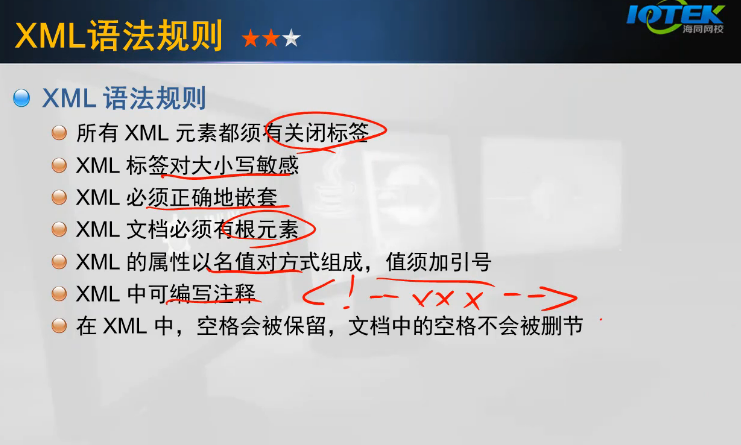 XML语法规则
IOTEK
海同网校
XML 语法规则
所有 XML 元素都须有关闭标签
XML 标签对大小写敏感
XML 必须正确地嵌套
XML 文档必须有根元素
XML 的属性以名值对方式组成，值须加引号
XML 中可编写注释 <!-- xxx -->
在 XML 中，空格会被保留，文档中的空格不会被删节